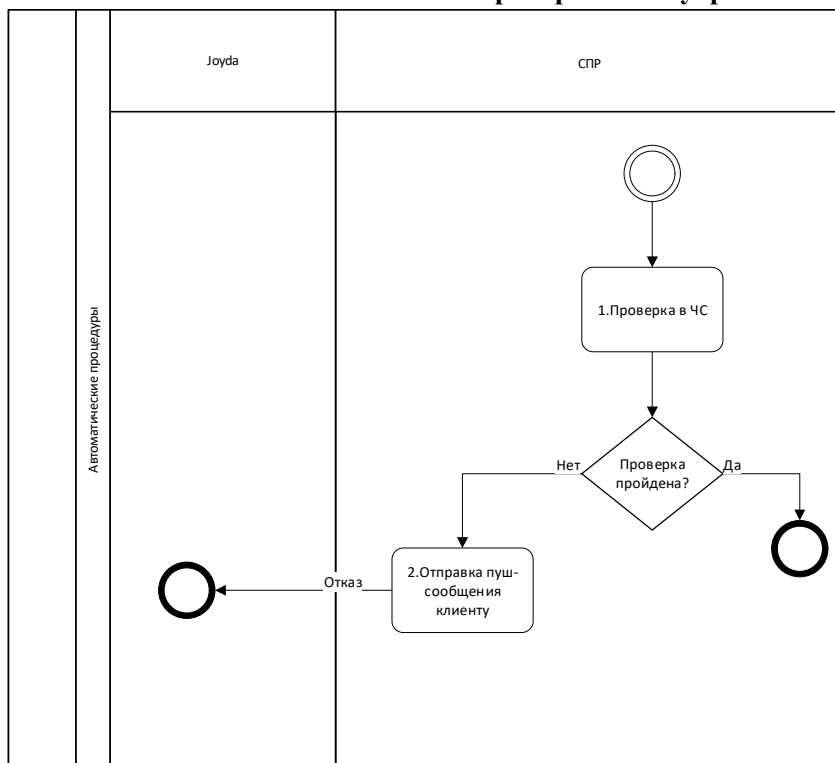 Joyda
СПР
Автоматические процедуры
1.Проверка в ЧС
Проверка
пройдена?
Нет
Да
2.Отправка пуш-
сообщения
клиенту
Отказ